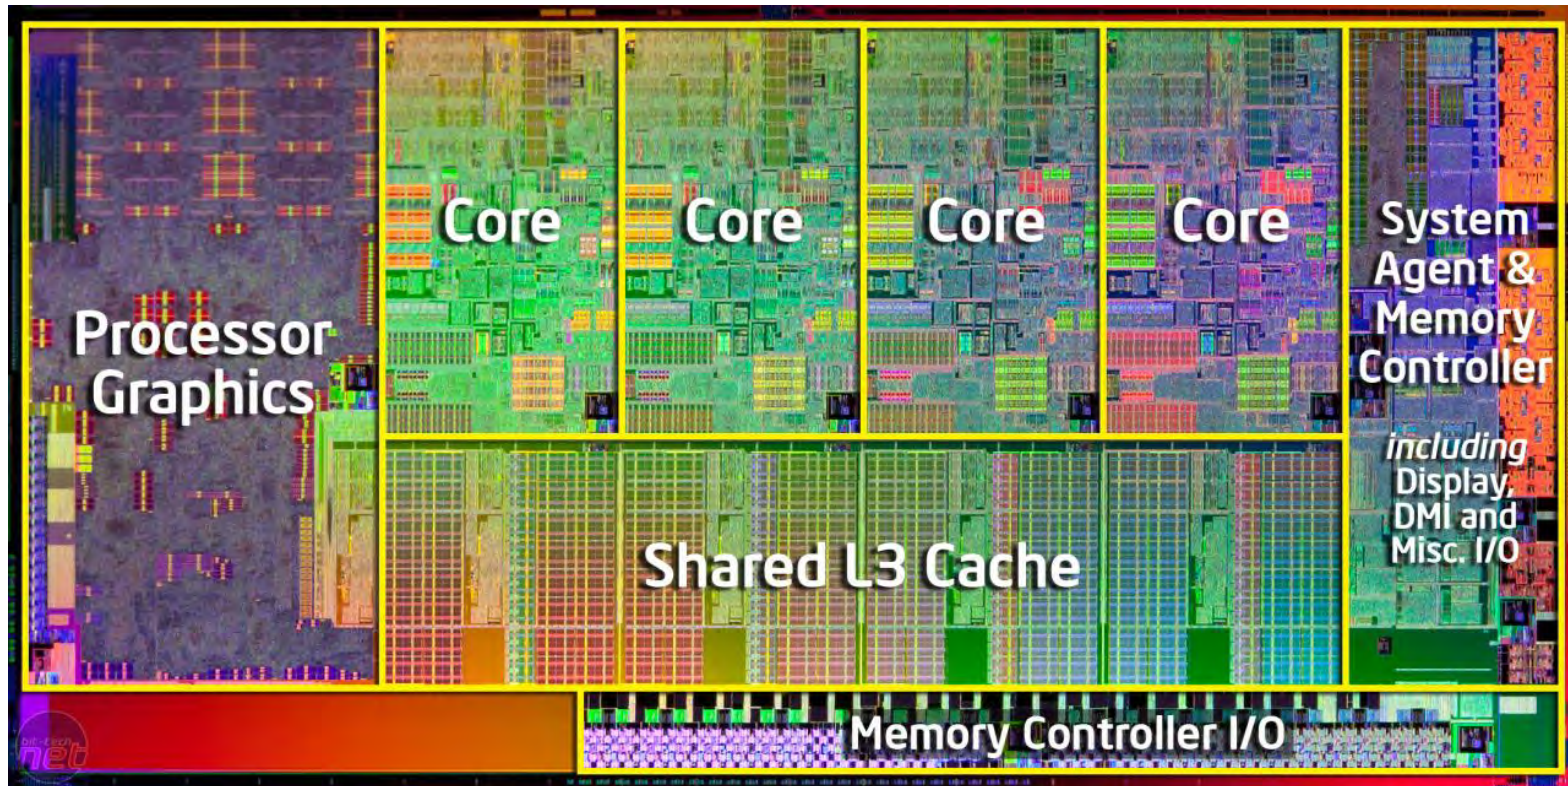 Processor
Graphics
Core
Core
Core
Core
System
Agent &
Memory
Controller
including
Display,
DMI and
Misc. I/O
Shared L3 Cache
Memory Controller I/O
bit-tech
net